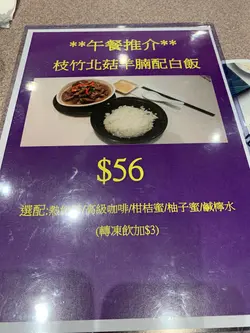 **午餐推介**
枝竹北菇羊腩配白飯
$56
選配:熱 /高級咖啡/柑桔蜜/柚子蜜/鹹檸水
(轉凍飲加$3)